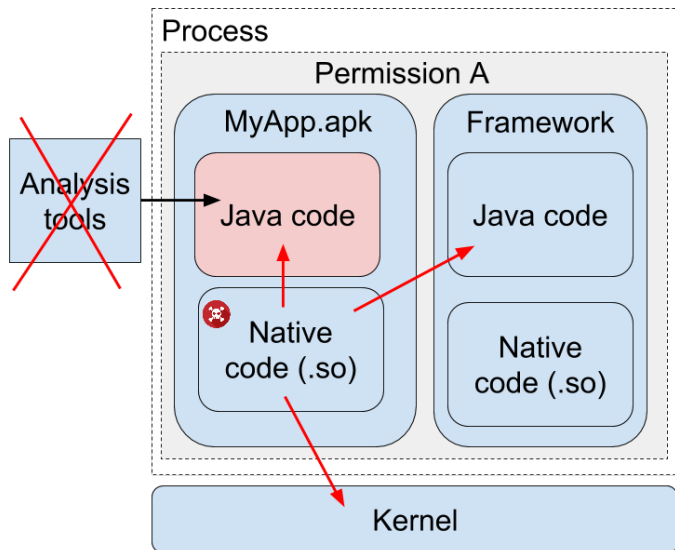 Process
Permission A
MyApp.apk
Framework
Analysis
tools
Java code
Java code
Native
code (.so)
Native
code (.so)
Kernel